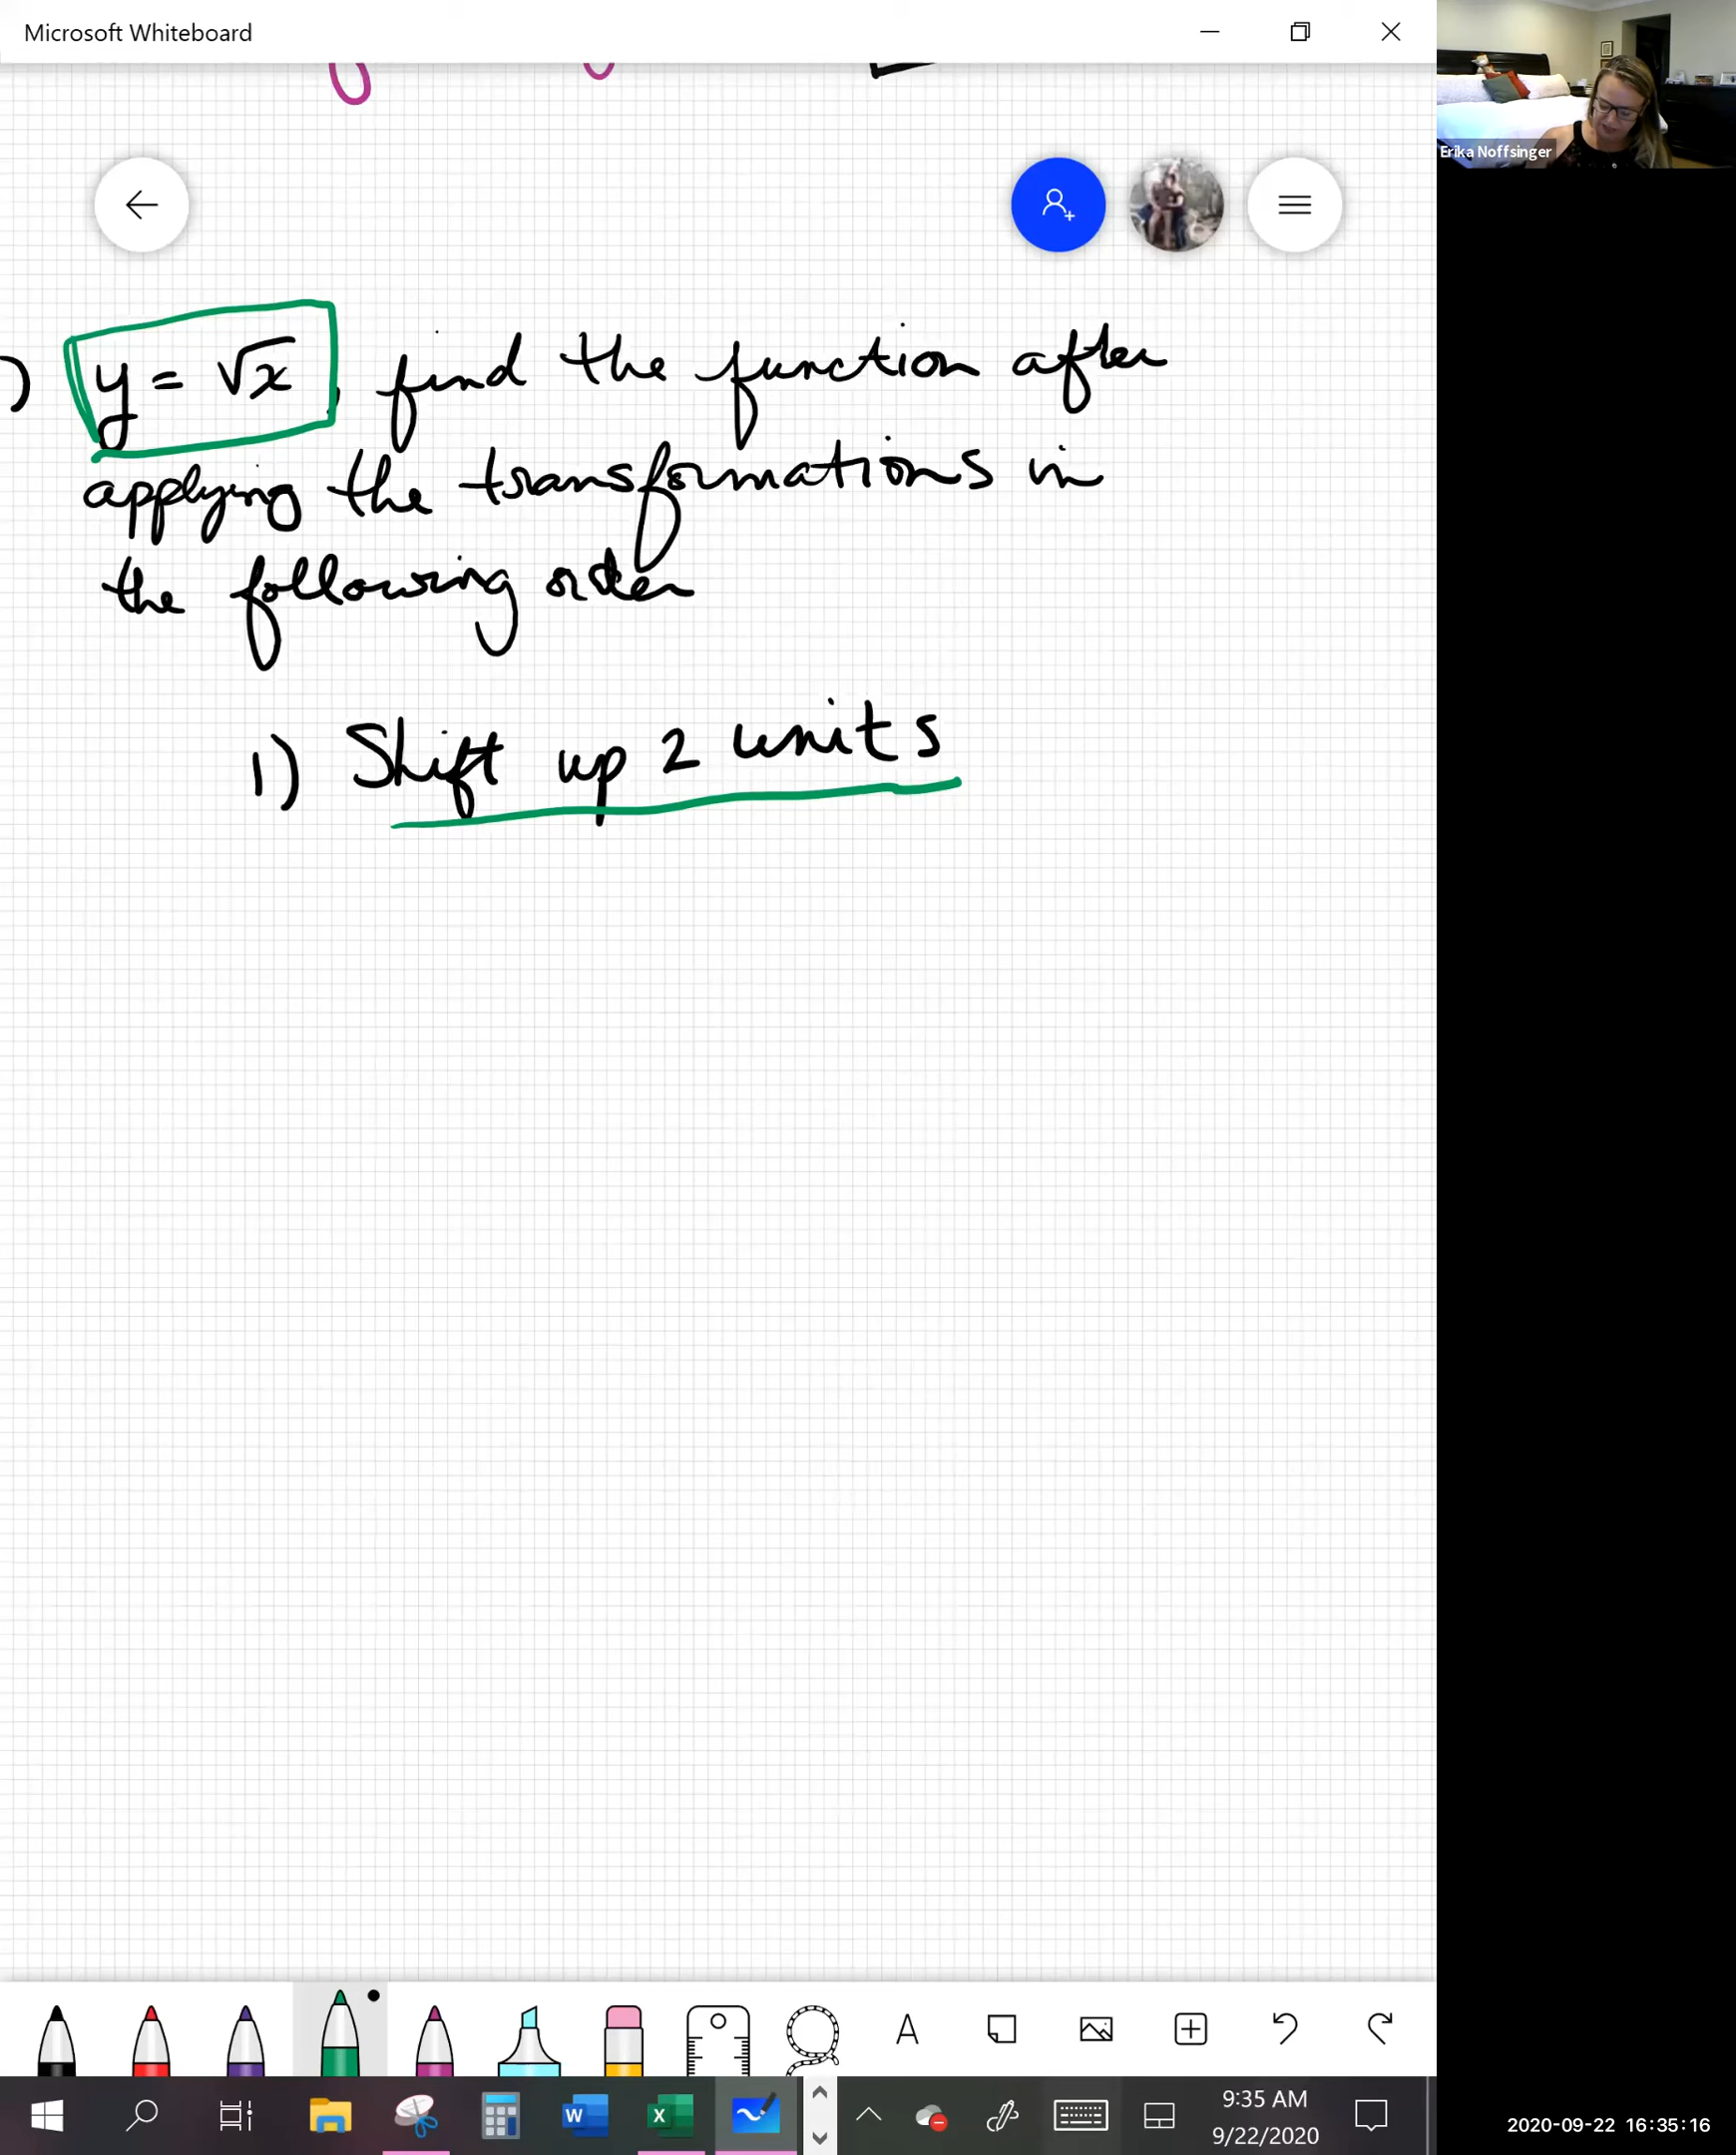 Microsoft Whiteboard
Erika Noffsinger
) y = √x, find the function after
applying the transformations in
the following order
1) Shift up 2 units
A
W
X
9:35 AM
9/22/2020
2020-09-22 16:35:16